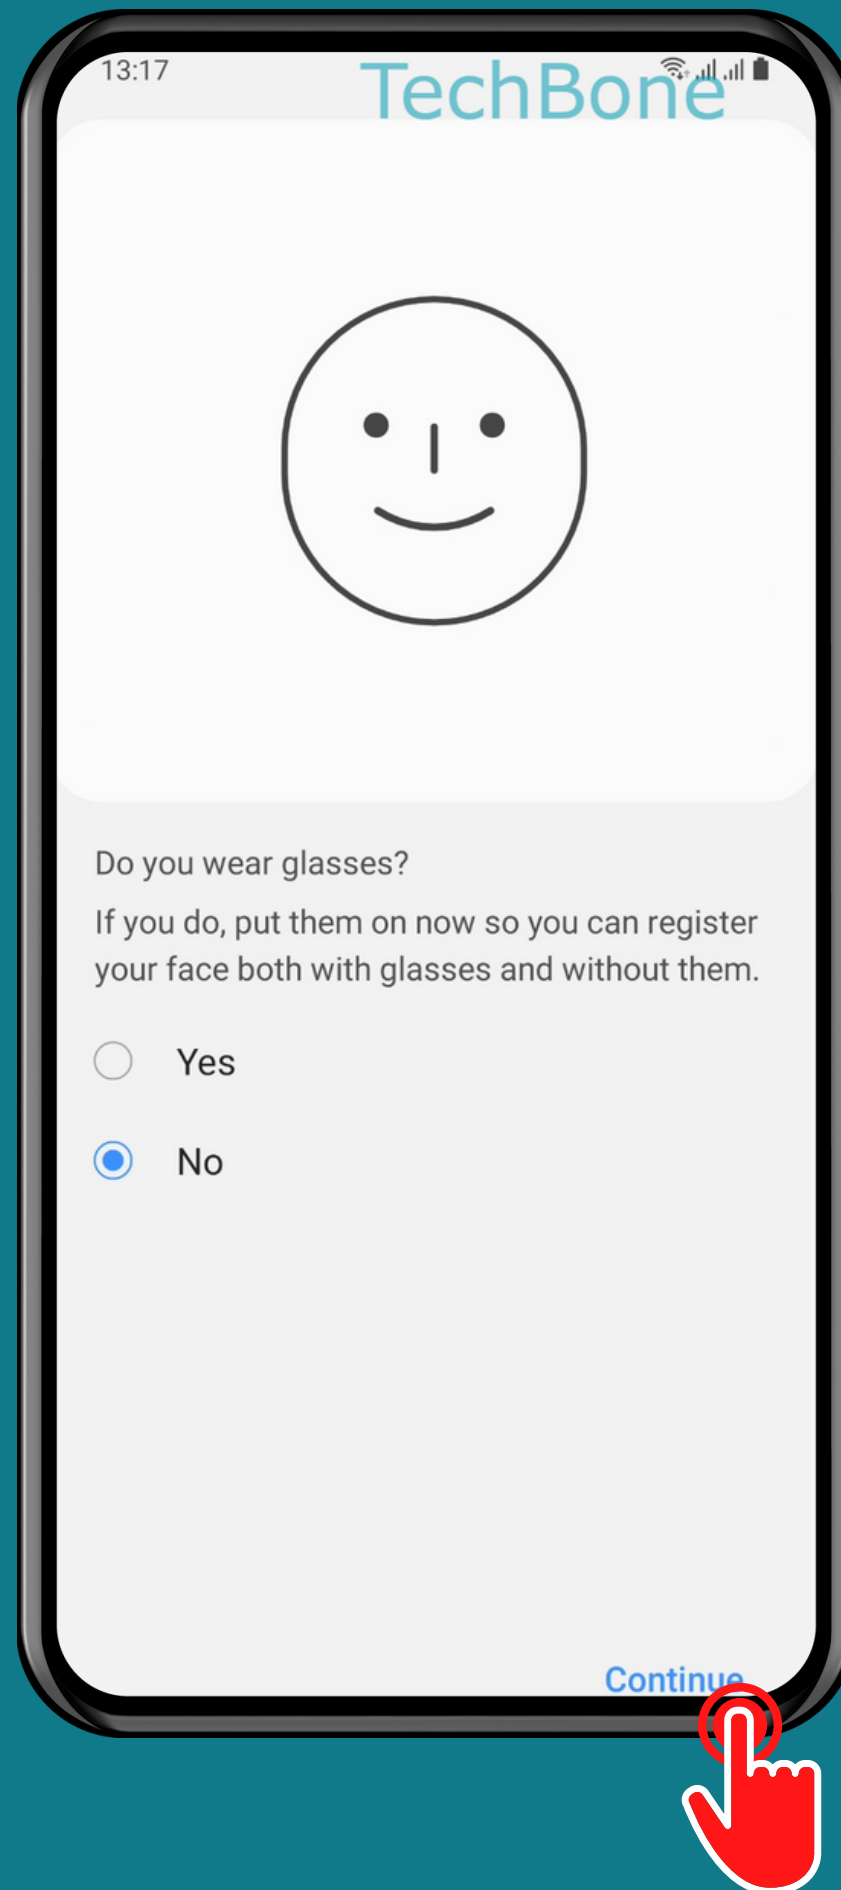 13:17
TechBone
Do you wear glasses?
If you do, put them on now so you can register
your face both with glasses and without them.
Yes
No
Continue